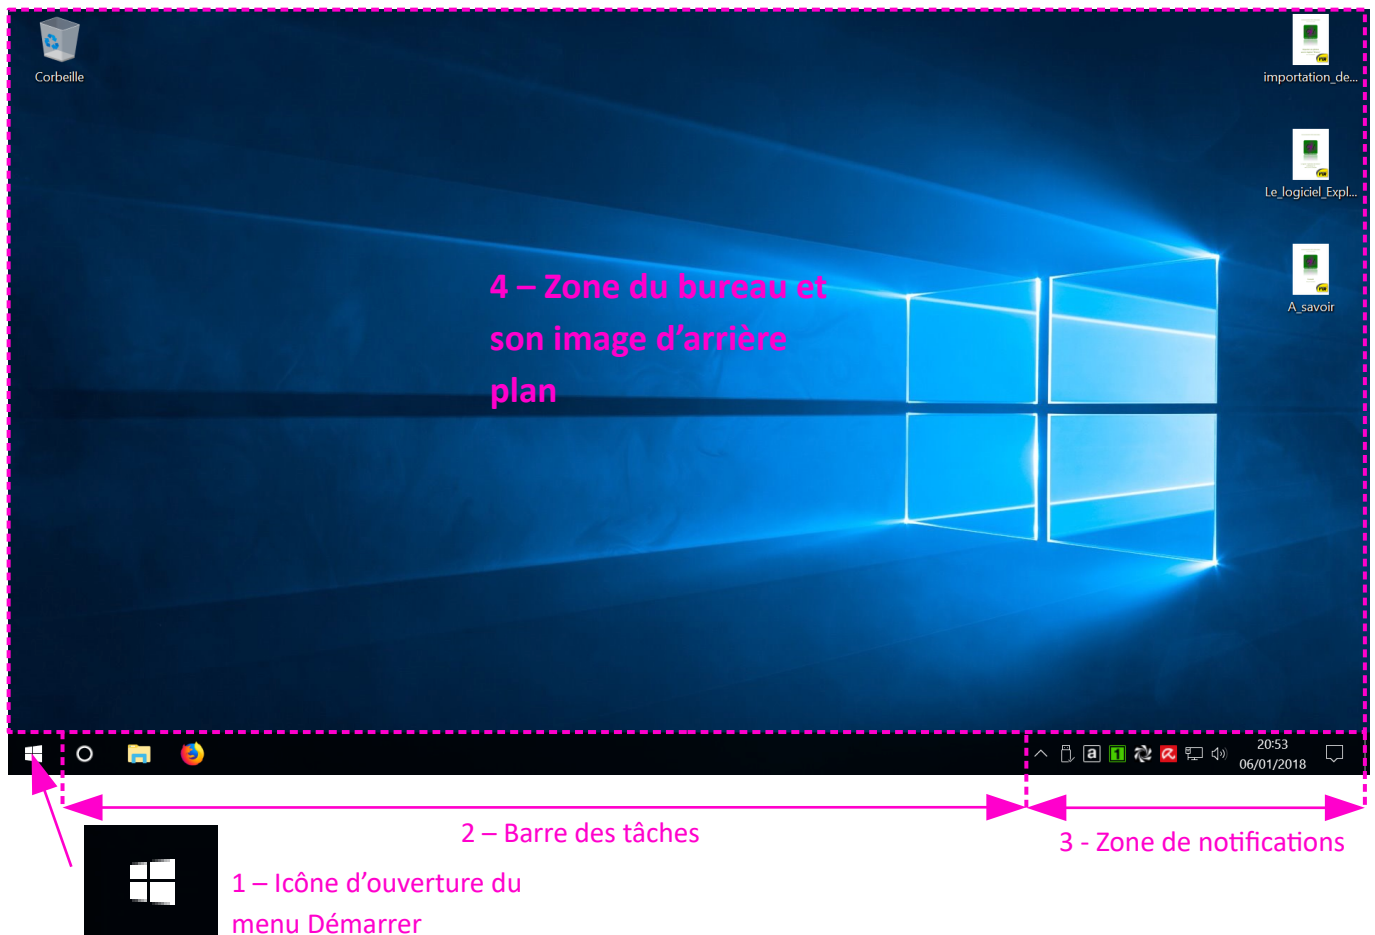 Corbeille
importation_de...
Le_logiciel_Expl...
A_savoir
4 – Zone du bureau et
son image d’arrière
plan
a
1
20:53
06/01/2018
2 – Barre des tâches
3 - Zone de notifications
1 – Icône d’ouverture du
menu Démarrer